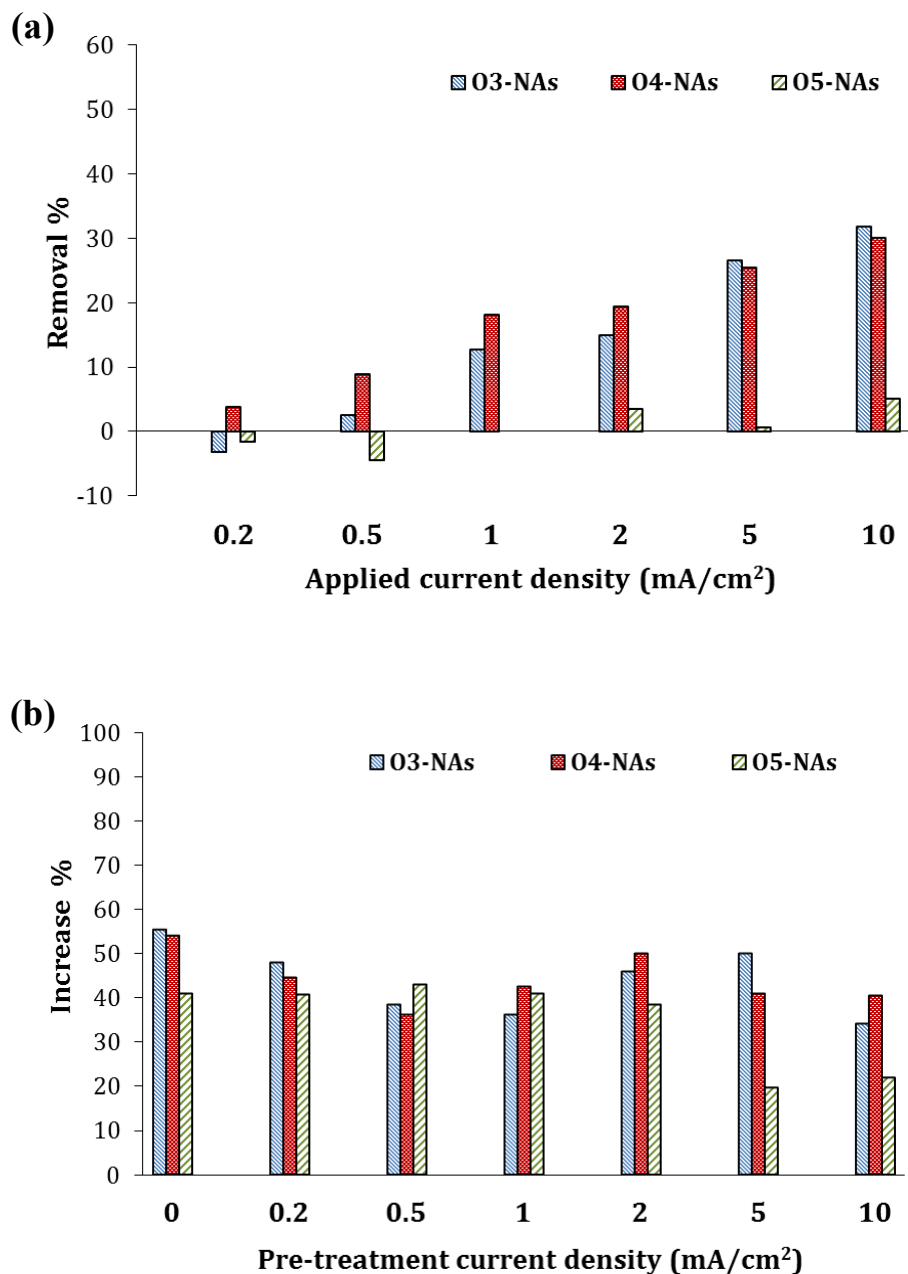 (a)
60
50
40
30
20
10
0
-10
Removal %
O3-NAs O4-NAs O5-NAs
0.2 0.5 1 2 5 10
Applied current density (mA/cm²)
(b)
100
90
80
70
60
50
40
30
20
10
0
Increase %
O3-NAs O4-NAs O5-NAs
0 0.2 0.5 1 2 5 10
Pre-treatment current density (mA/cm²)